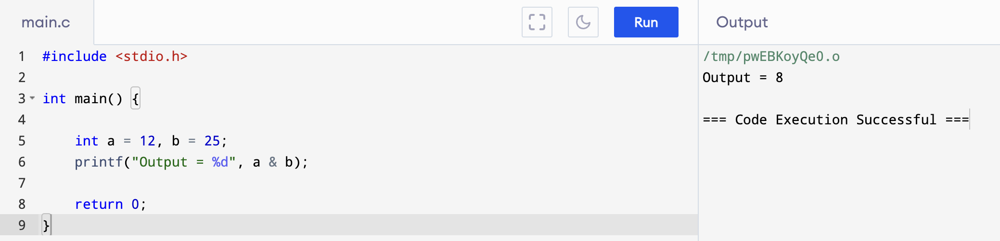 main.c
Run
Output
1 #include <stdio.h>
2
3 int main() {
4
5     int a = 12, b = 25;
6     printf("Output = %d", a & b);
7
8     return 0;
9 }
/tmp/pwEBKoyQe0.o
Output = 8
=== Code Execution Successful ===